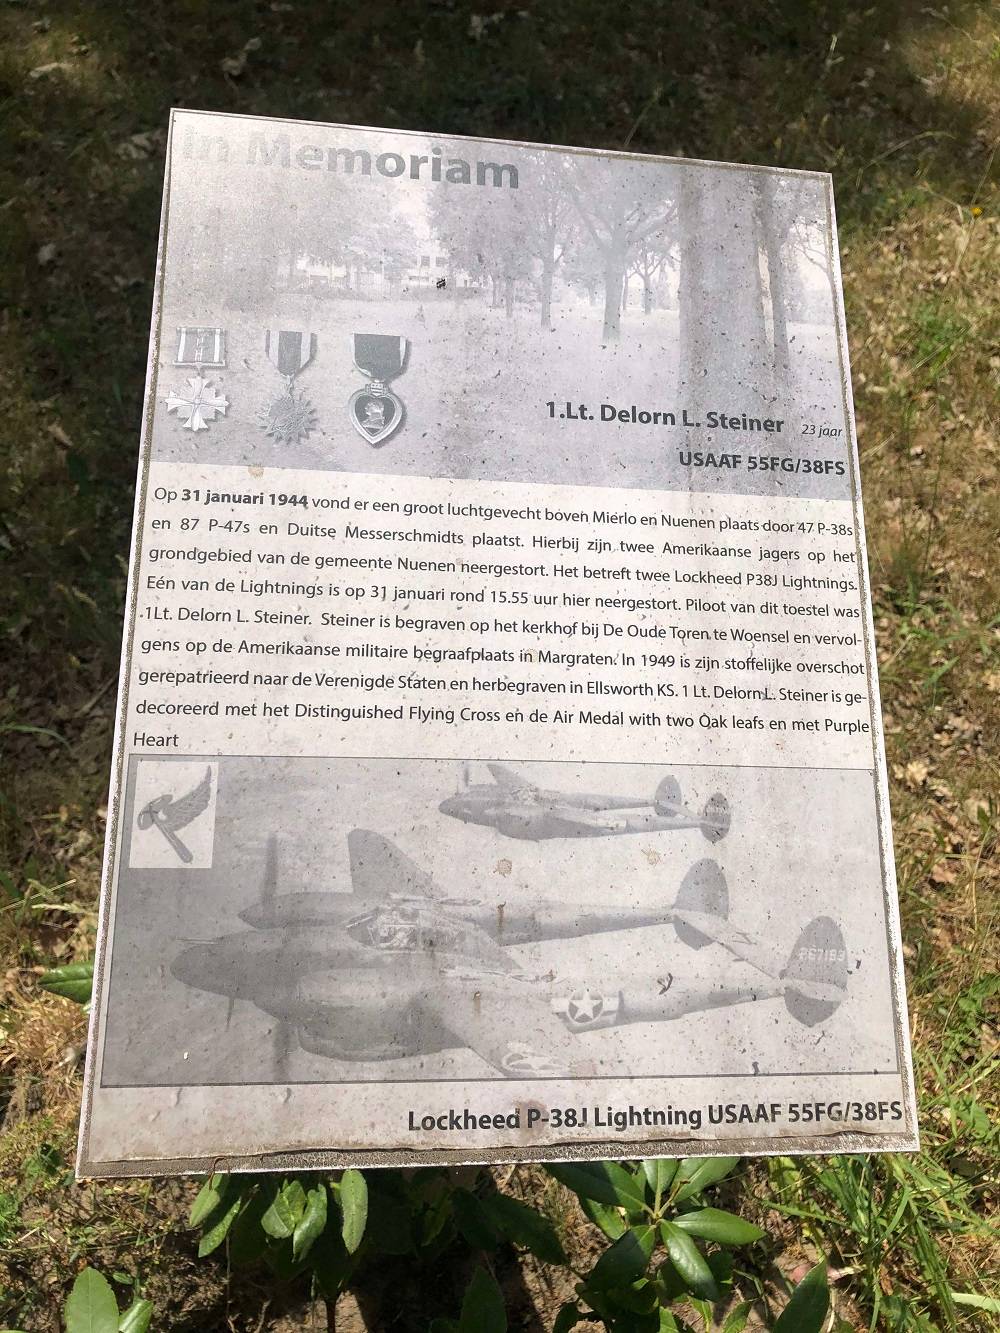 In Memoriam
1.Lt. Delorn L. Steiner 23 jaar
USAAF 55FG/38FS
Op 31 januari 1944 vond er een groot luchtgevecht boven Mierlo en Nuenen plaats door 47 P-38s
en 87 P-47s en Duitse Messerschmidts plaatst. Hierbij zijn twee Amerikaanse jagers op het
grondgebied van de gemeente Nuenen neergestort. Het betreft twee Lockheed P38J Lightnings.
Eén van de Lightnings is op 31 januari rond 15.55 uur hier neergestort. Piloot van dit toestel was
1Lt. Delorn L. Steiner. Steiner is begraven op het kerkhof bij De Oude Toren te Woensel en vervol-
gens op de Amerikaanse militaire begraafplaats in Margraten. In 1949 is zijn stoffelijke overschot
gerepatrieerd naar de Verenigde Staten en herbegraven in Ellsworth KS. 1 Lt. Delorn L. Steiner is ge-
decoreerd met het Distinguished Flying Cross en de Air Medal with two Oak leafs en met Purple
Heart
267193
Lockheed P-38J Lightning USAAF 55FG/38FS